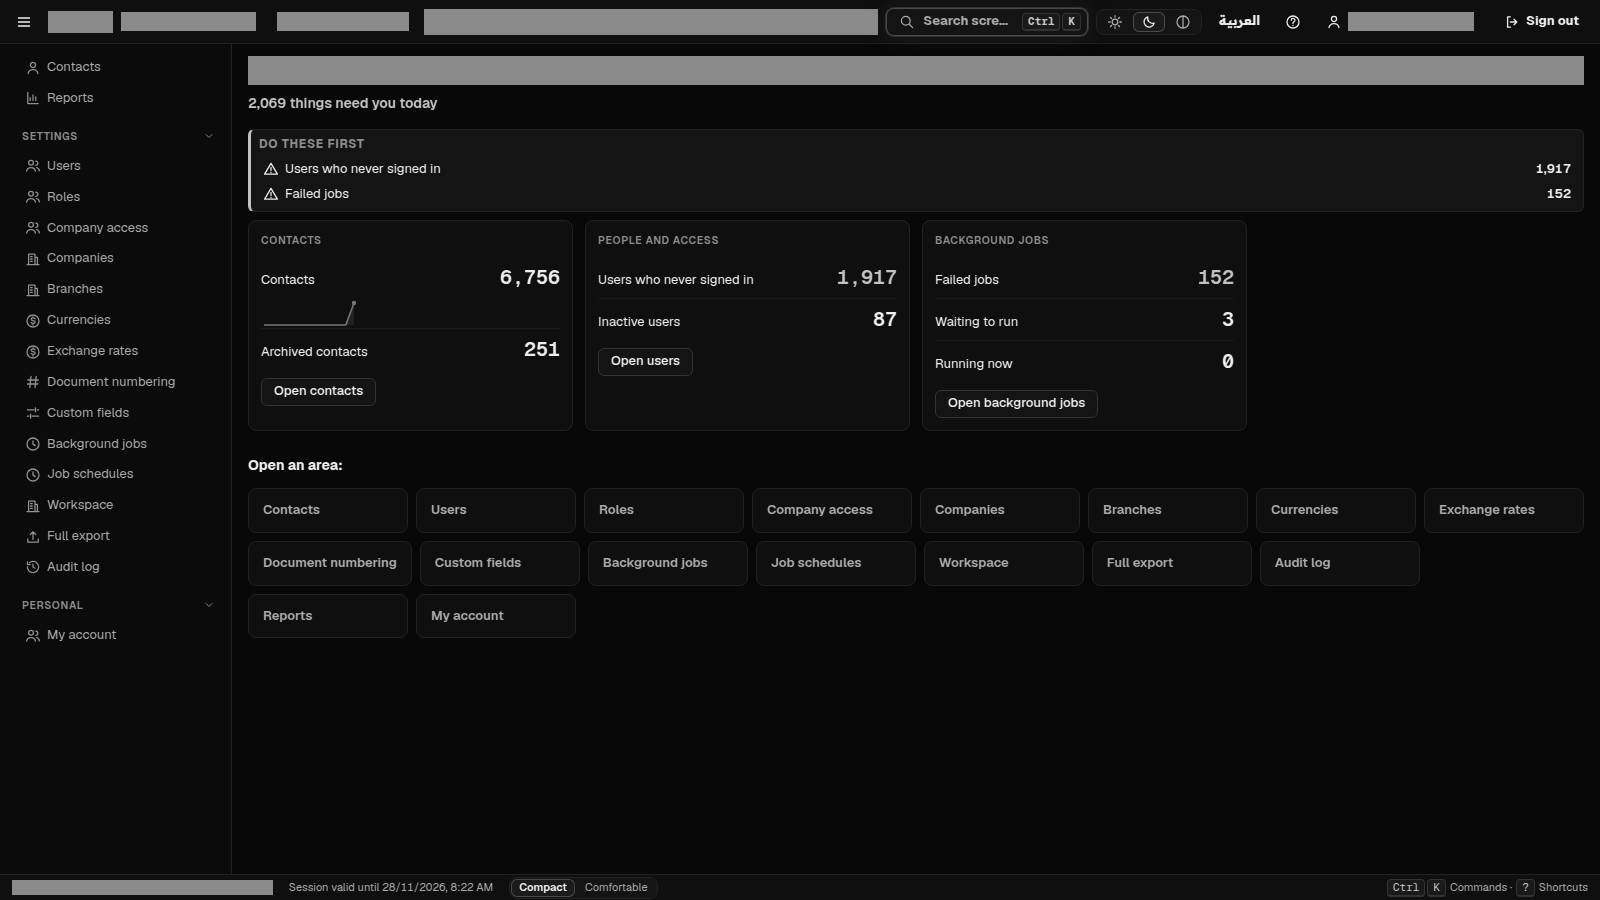 Search scre... Ctrl K العربية Sign out
Contacts
Reports
SETTINGS
Users
Roles
Company access
Companies
Branches
Currencies
Exchange rates
Document numbering
Custom fields
Background jobs
Job schedules
Workspace
Full export
Audit log
PERSONAL
My account
2,069 things need you today
DO THESE FIRST
Users who never signed in 1,917
Failed jobs 152
CONTACTS
Contacts 6,756
Archived contacts 251
Open contacts
PEOPLE AND ACCESS
Users who never signed in 1,917
Inactive users 87
Open users
BACKGROUND JOBS
Failed jobs 152
Waiting to run 3
Running now 0
Open background jobs
Open an area:
Contacts Users Roles Company access Companies Branches Currencies Exchange rates
Document numbering Custom fields Background jobs Job schedules Workspace Full export Audit log
Reports My account
Session valid until 28/11/2026, 8:22 AM Compact Comfortable Ctrl K Commands · ? Shortcuts